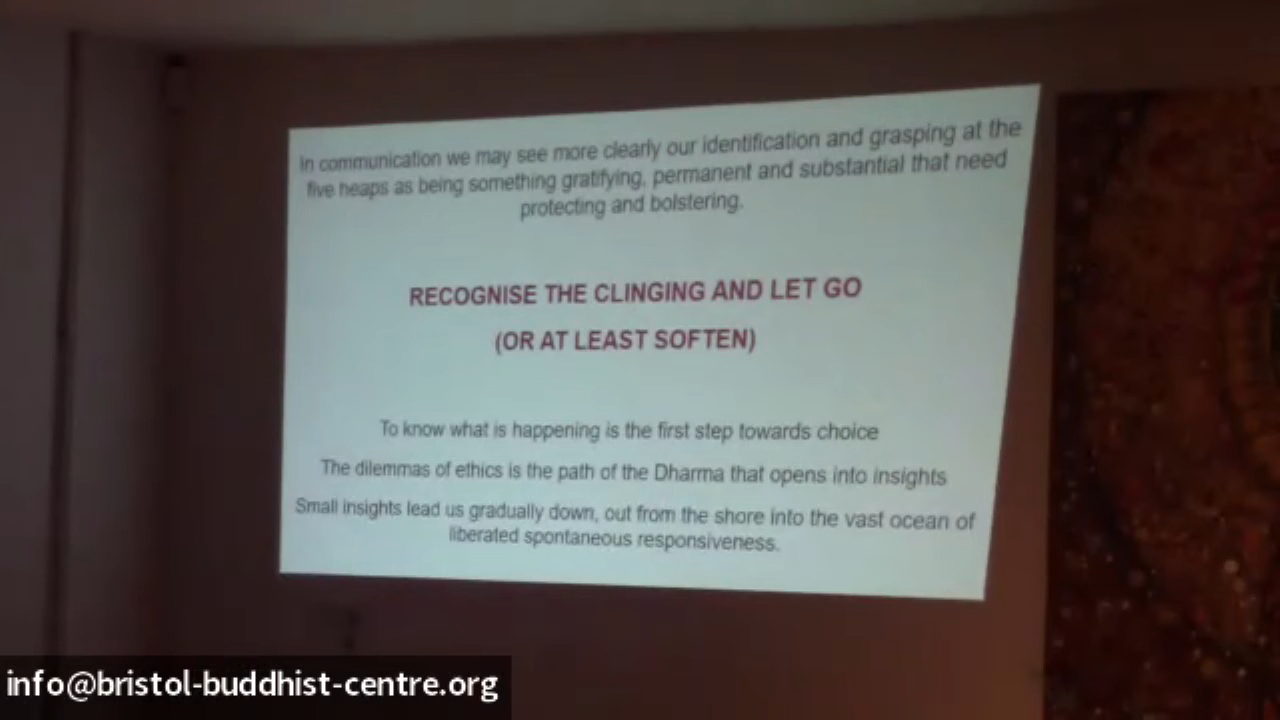 In communication we may see more clearly our identification and grasping at the
five heaps as being something gratifying, permanent and substantial that need
protecting and bolstering.
RECOGNISE THE CLINGING AND LET GO
(OR AT LEAST SOFTEN)
To know what is happening is the first step towards choice
The dilemmas of ethics is the path of the Dharma that opens into insights
Small insights lead us gradually down, out from the shore into the vast ocean of
liberated spontaneous responsiveness.
info@bristol-buddhist-centre.org